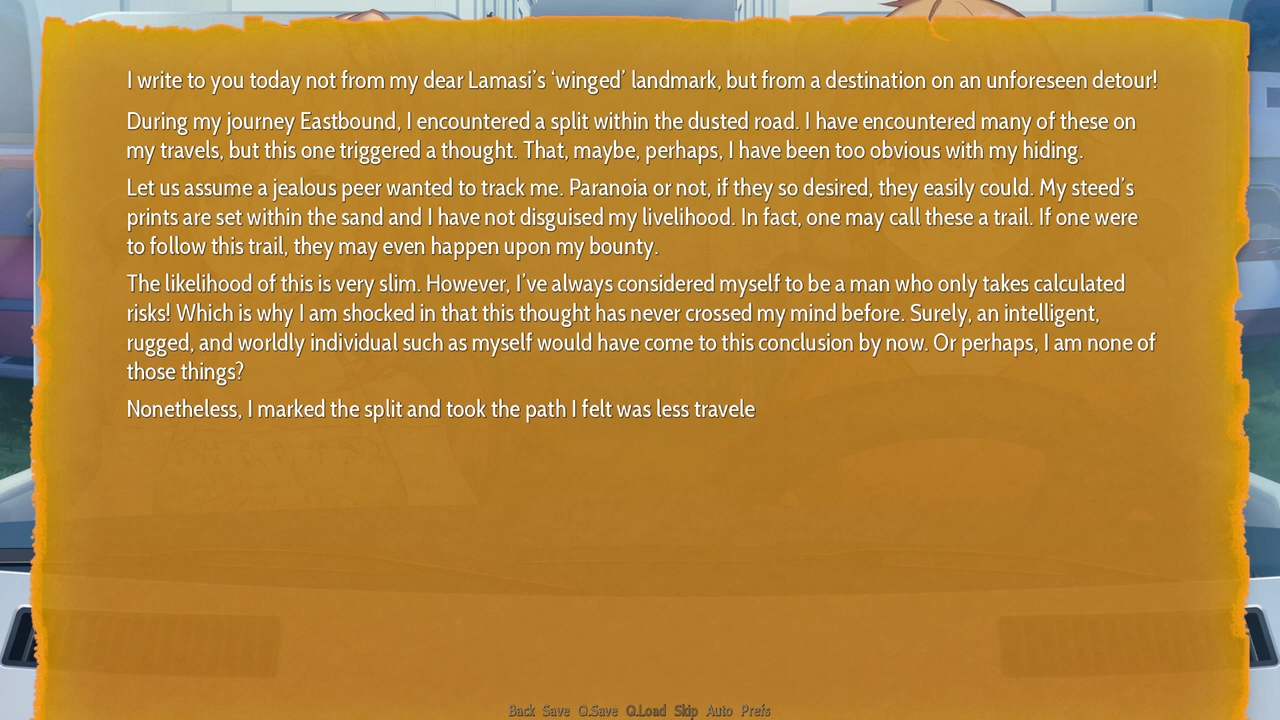 I write to you today not from my dear Lamasi’s ‘winged’ landmark, but from a destination on an unforeseen detour!
During my journey Eastbound, I encountered a split within the dusted road. I have encountered many of these on
my travels, but this one triggered a thought. That, maybe, perhaps, I have been too obvious with my hiding.
Let us assume a jealous peer wanted to track me. Paranoia or not, if they so desired, they easily could. My steed’s
prints are set within the sand and I have not disguised my livelihood. In fact, one may call these a trail. If one were
to follow this trail, they may even happen upon my bounty.
The likelihood of this is very slim. However, I’ve always considered myself to be a man who only takes calculated
risks! Which is why I am shocked in that this thought has never crossed my mind before. Surely, an intelligent,
rugged, and worldly individual such as myself would have come to this conclusion by now. Or perhaps, I am none of
those things?
Nonetheless, I marked the split and took the path I felt was less travele
Back Save Q.Save Q.Load Skip Auto Prefs